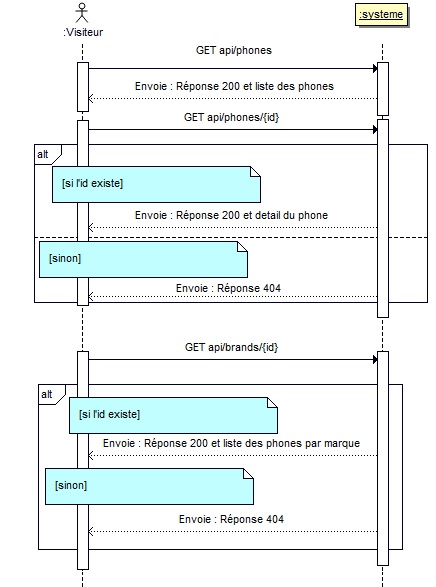 :Visiteur
:systeme
GET api/phones
Envoie : Réponse 200 et liste des phones
GET api/phones/{id}
alt
[si l'id existe]
Envoie : Réponse 200 et detail du phone
[sinon]
Envoie : Réponse 404
GET api/brands/{id}
alt
[si l'id existe]
Envoie : Réponse 200 et liste des phones par marque
[sinon]
Envoie : Réponse 404